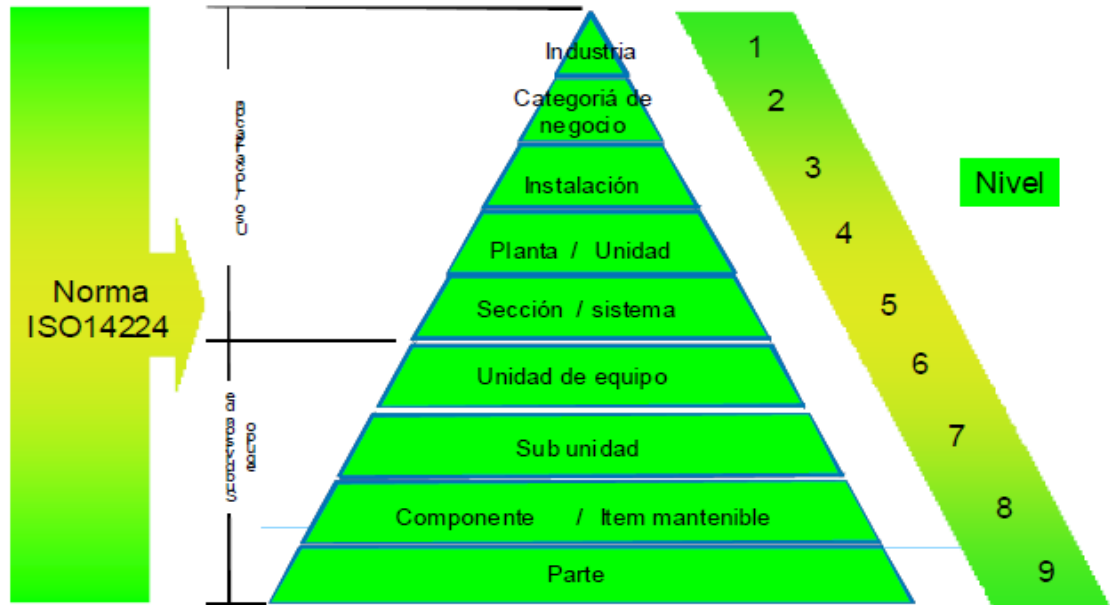 Norma
ISO14224
Industria
Categoriá de
negocio
Instalación
Planta / Unidad
Sección / sistema
Unidad de equipo
Sub unidad
Componente / Item mantenible
Parte
1
2
3
4
5
6
7
8
9
Nivel